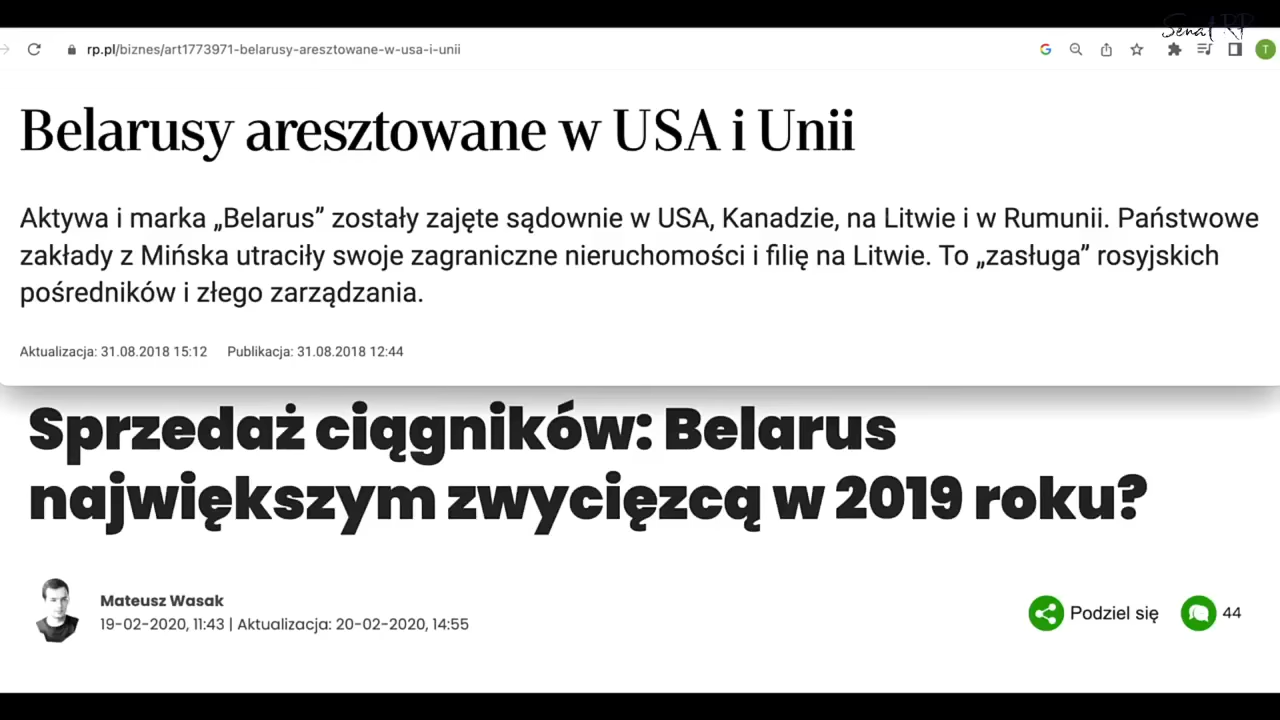 Senat RP
rp.pl/biznes/art1773971-belarusy-aresztowane-w-usa-i-unii
T
Belarusy aresztowane w USA i Unii
Aktywa i marka „Belarus” zostały zajęte sądownie w USA, Kanadzie, na Litwie i w Rumunii. Państwowe
zakłady z Mińska utraciły swoje zagraniczne nieruchomości i filię na Litwie. To „zasługa” rosyjskich
pośredników i złego zarządzania.
Aktualizacja: 31.08.2018 15:12 Publikacja: 31.08.2018 12:44
Sprzedaż ciągników: Belarus
największym zwycięzcą w 2019 roku?
Mateusz Wasak
19-02-2020, 11:43 | Aktualizacja: 20-02-2020, 14:55
Podziel się 44